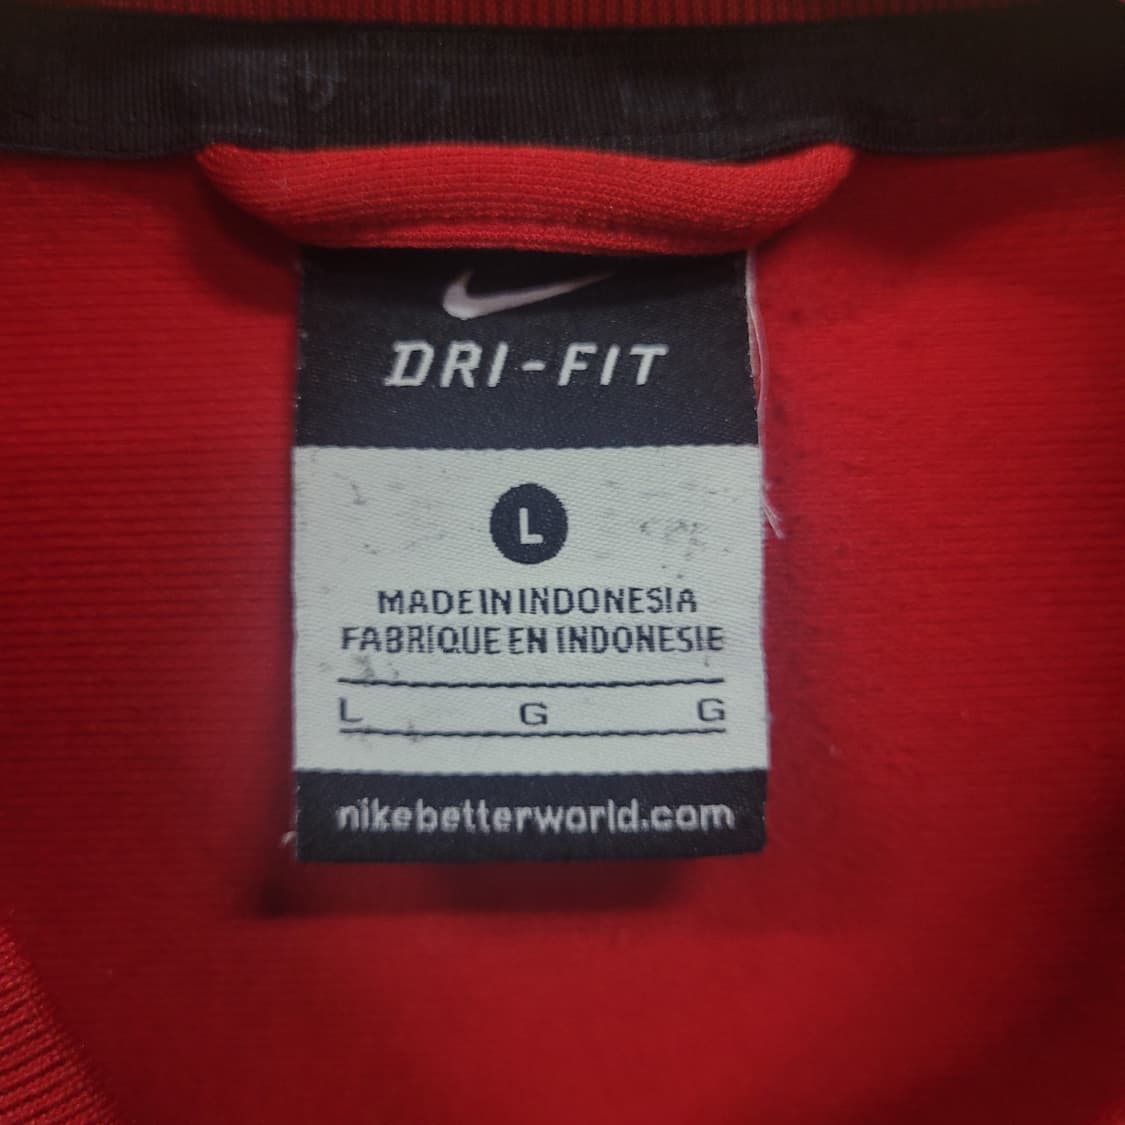 DRI-FIT
L
MADE IN INDONESIA
FABRIQUE EN INDONESIE
L G G
nikebetterworld.com